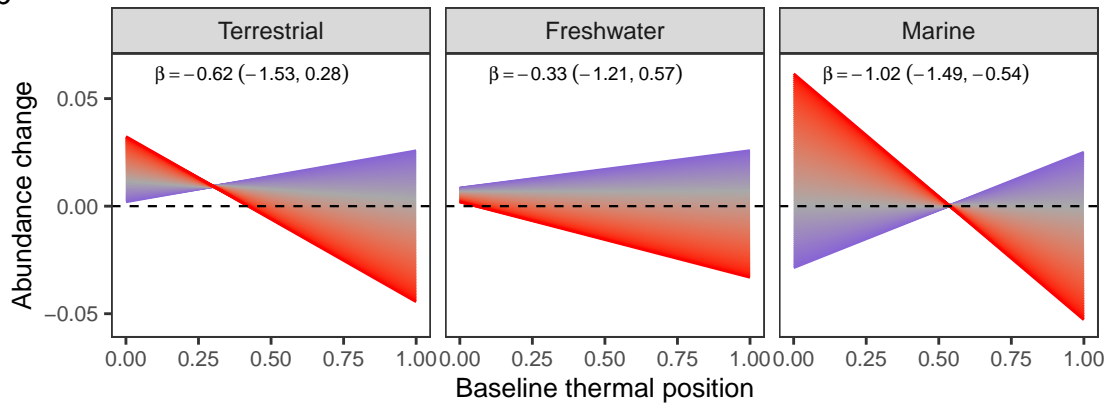 Terrestrial Freshwater Marine
β = −0.62 (−1.53, 0.28) β = −0.33 (−1.21, 0.57) β = −1.02 (−1.49, −0.54)
Abundance change
0.05
0.00
−0.05
0.00 0.25 0.50 0.75 1.00 0.00 0.25 0.50 0.75 1.00 0.00 0.25 0.50 0.75 1.00
Baseline thermal position